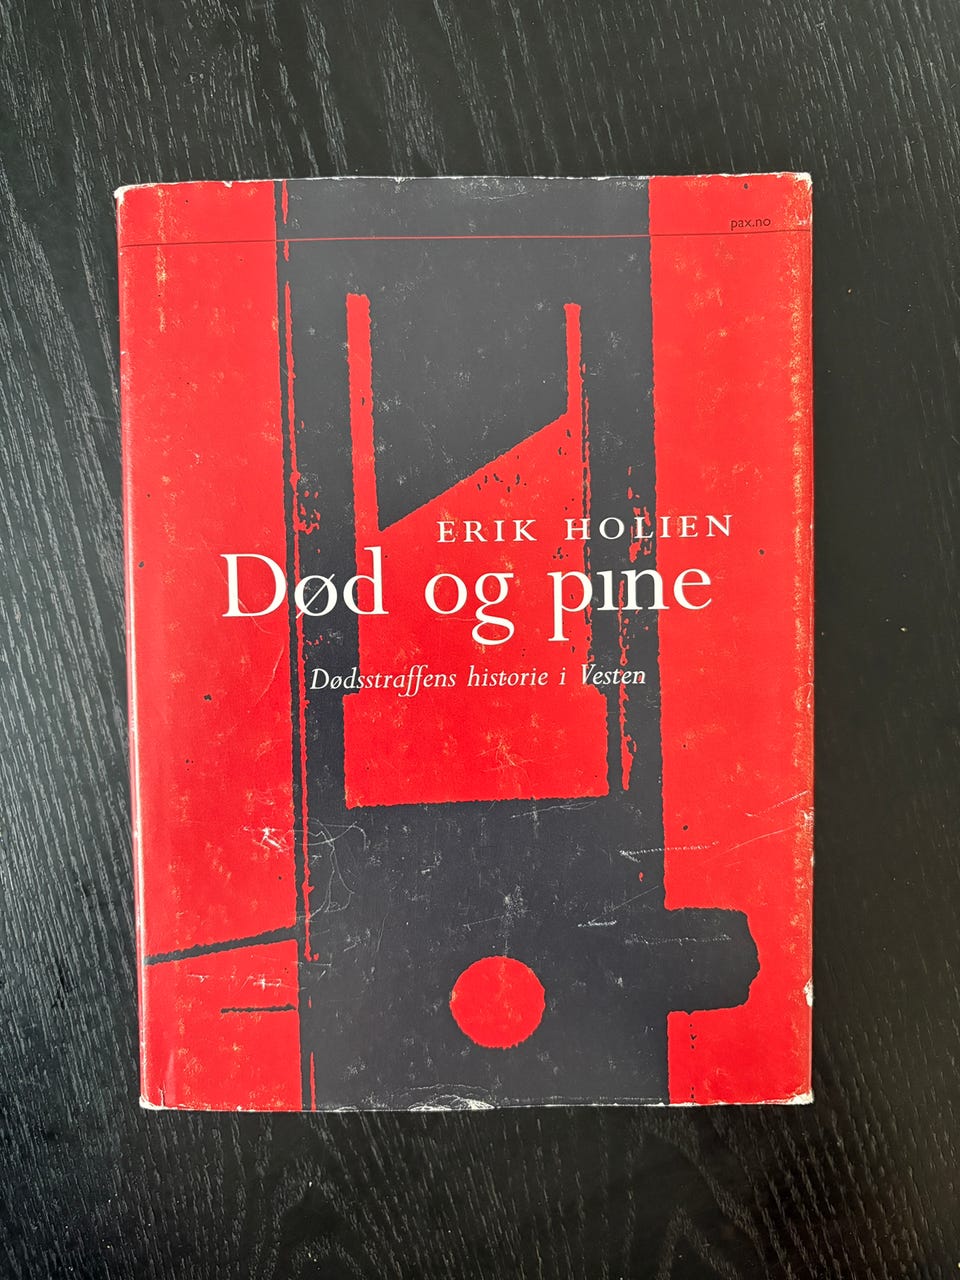 pax.no
ERIK HOLIEN
Død og pine
Dødsstraffens historie i Vesten